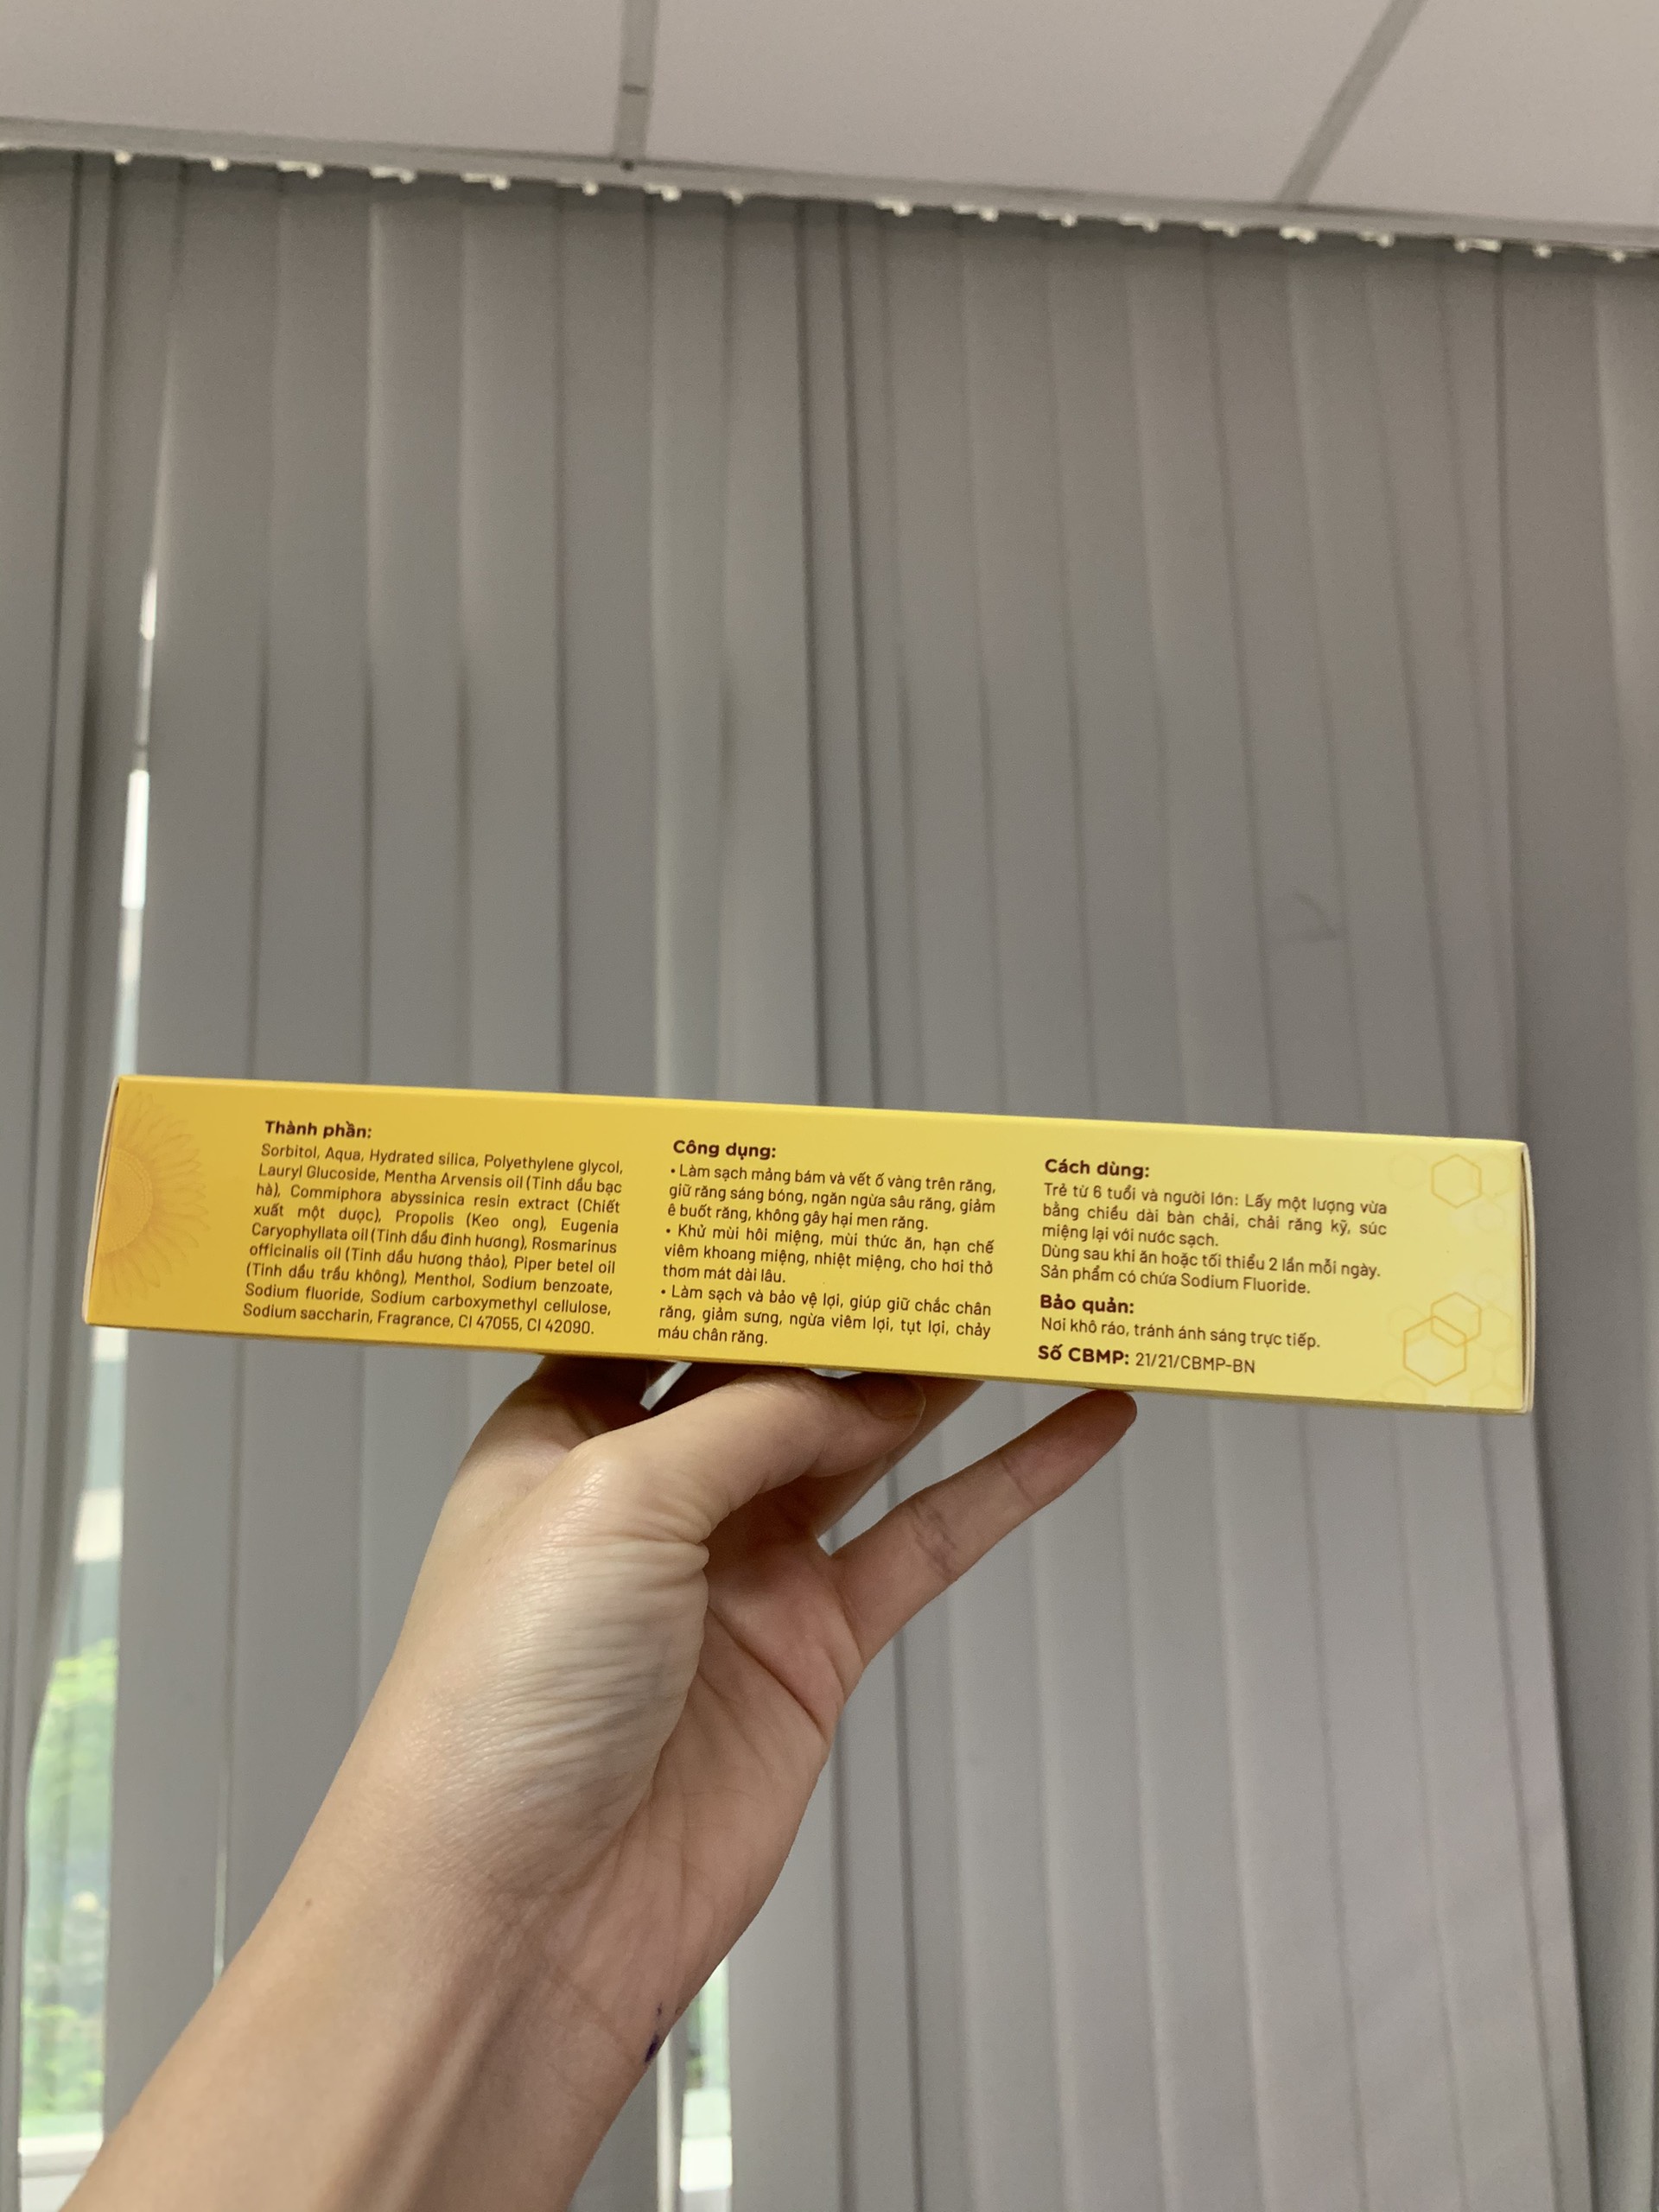 Thành phần:
Sorbitol, Aqua, Hydrated silica, Polyethylene glycol,
Lauryl Glucoside, Mentha Arvensis oil (Tinh dầu bạc
hà), Commiphora abyssinica resin extract (Chiết
xuất một dược), Propolis (Keo ong), Eugenia
Caryophyllata oil (Tinh dầu đinh hương), Rosmarinus
officinalis oil (Tinh dầu hương thảo), Piper betel oil
(Tinh dầu trầu không), Menthol, Sodium benzoate,
Sodium fluoride, Sodium carboxymethyl cellulose,
Sodium saccharin, Fragrance, CI 47055, CI 42090.
Công dụng:
• Làm sạch mảng bám và vết ố vàng trên răng,
giữ răng sáng bóng, ngăn ngừa sâu răng, giảm
ê buốt răng, không gây hại men răng.
• Khử mùi hôi miệng, mùi thức ăn, hạn chế
viêm khoang miệng, nhiệt miệng, cho hơi thở
thơm mát dài lâu.
• Làm sạch và bảo vệ lợi, giúp giữ chắc chân
răng, giảm sưng, ngừa viêm lợi, tụt lợi, chảy
máu chân răng.
Cách dùng:
Trẻ từ 6 tuổi và người lớn: Lấy một lượng vừa
bằng chiều dài bàn chải, chải răng kỹ, súc
miệng lại với nước sạch.
Dùng sau khi ăn hoặc tối thiểu 2 lần mỗi ngày.
Sản phẩm có chứa Sodium Fluoride.
Bảo quản:
Nơi khô ráo, tránh ánh sáng trực tiếp.
Số CBMP: 21/21/CBMP-BN